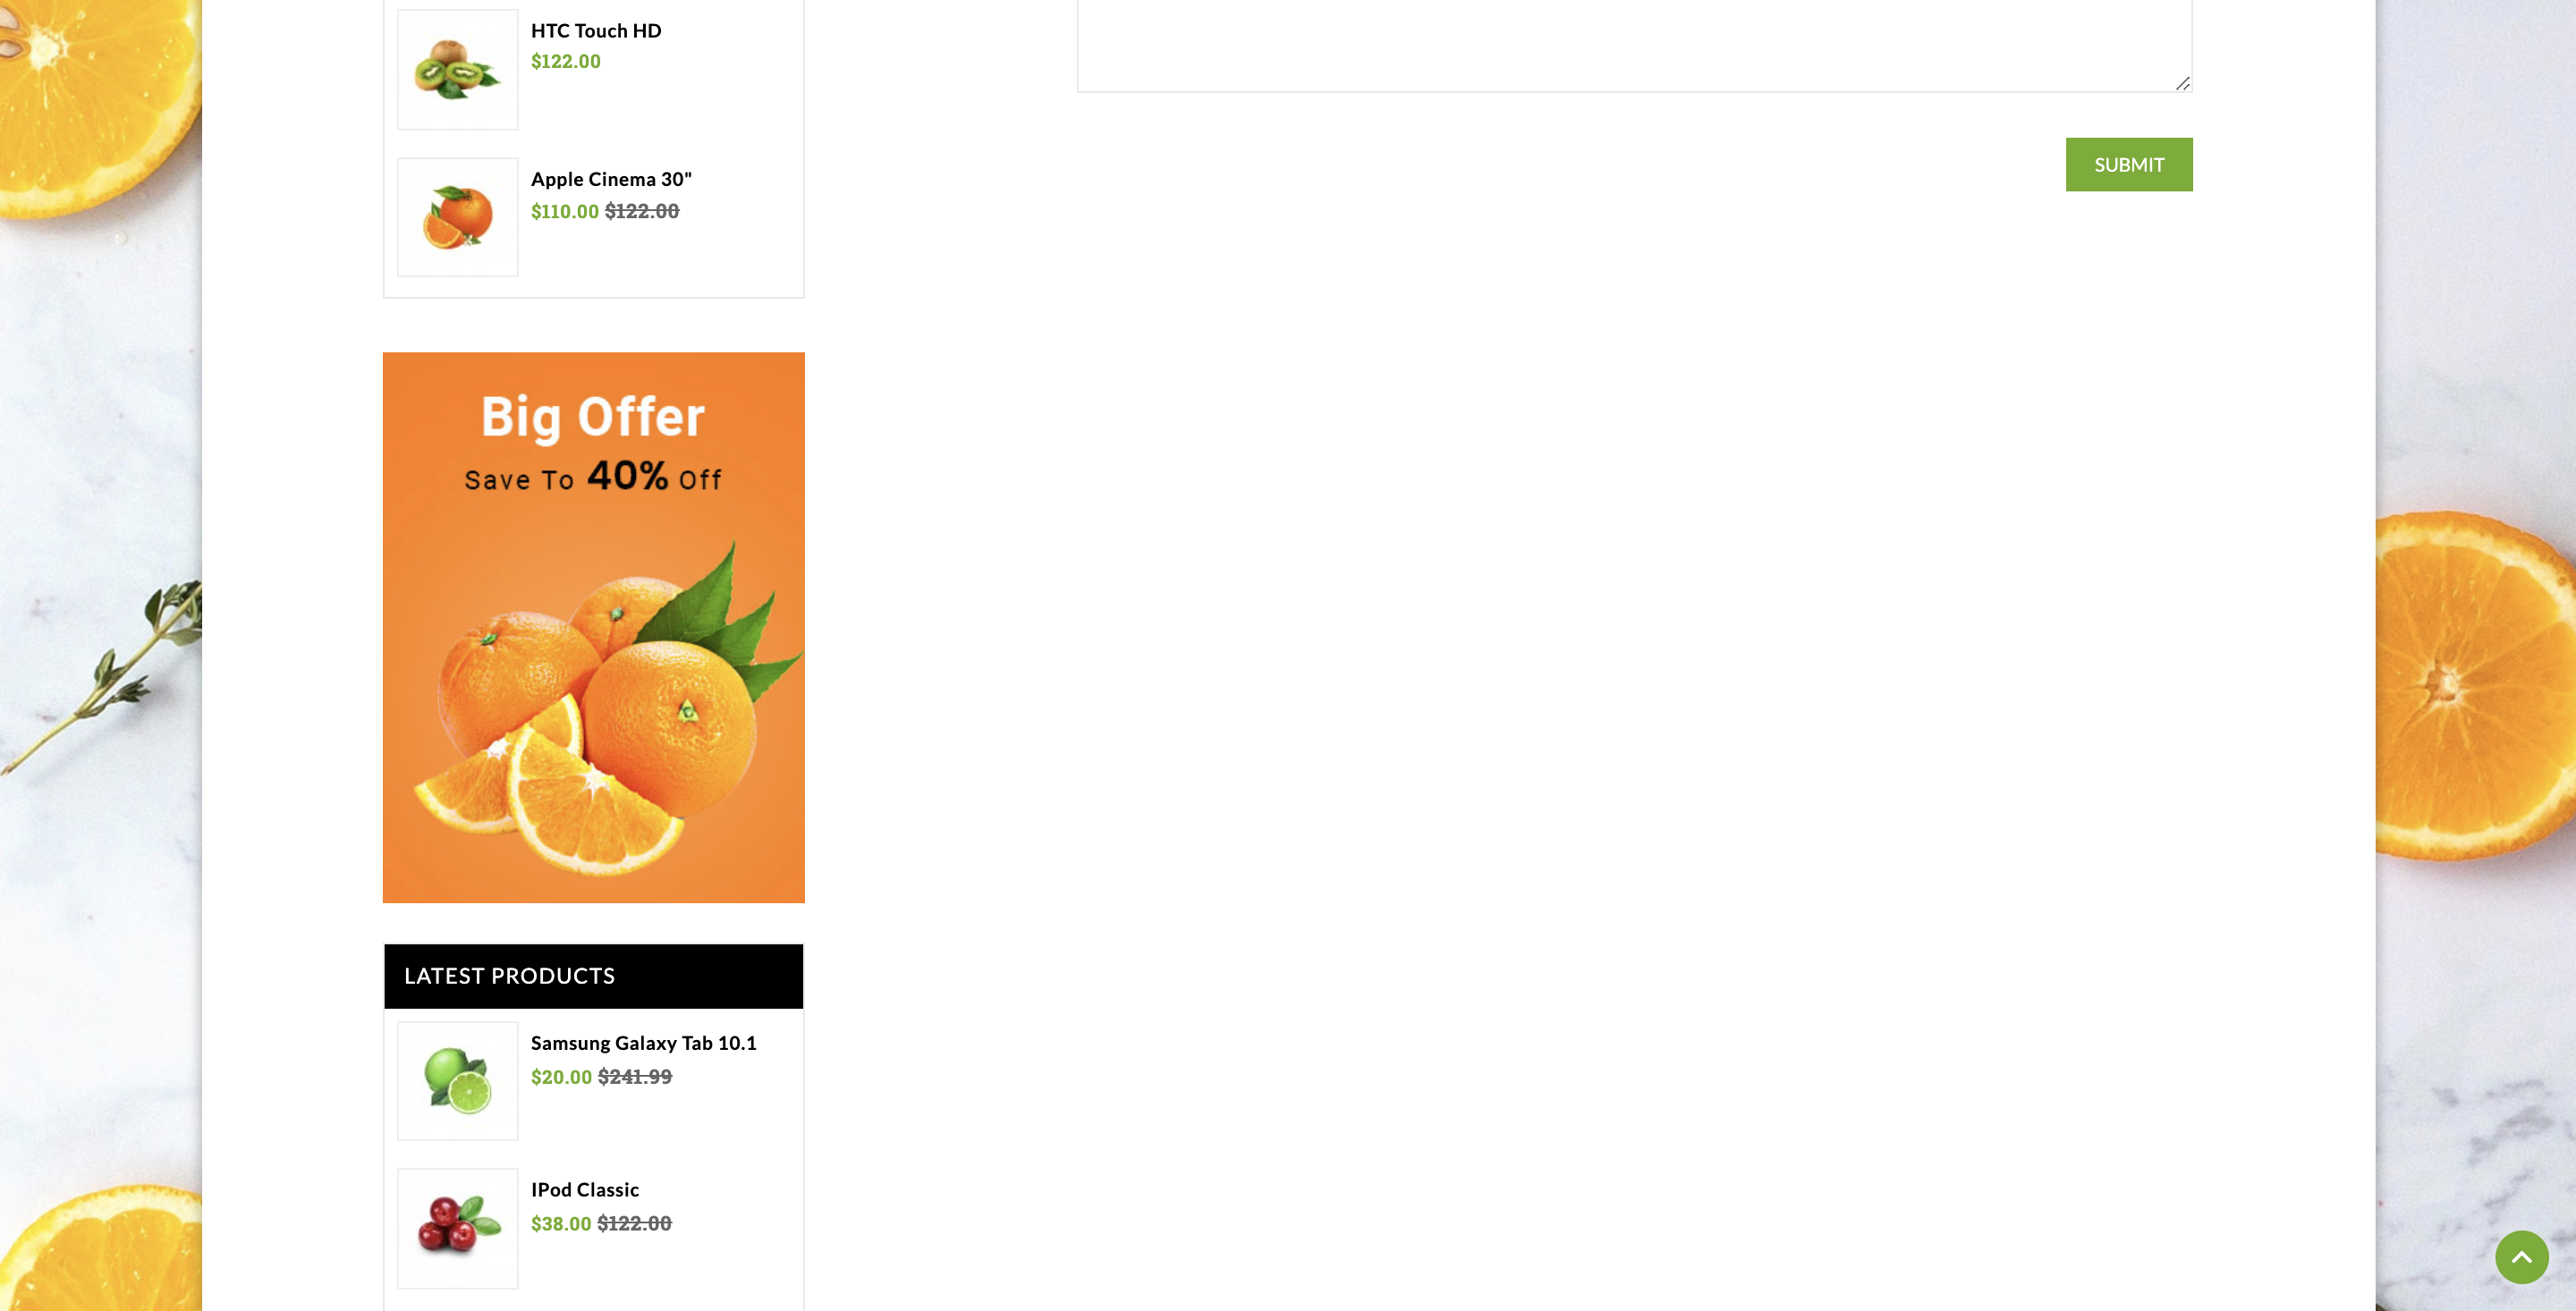 HTC Touch HD
$122.00
SUBMIT
Apple Cinema 30"
$110.00 $122.00
Big Offer
Save To 40% Off
LATEST PRODUCTS
Samsung Galaxy Tab 10.1
$20.00 $241.99
IPod Classic
$38.00 $122.00